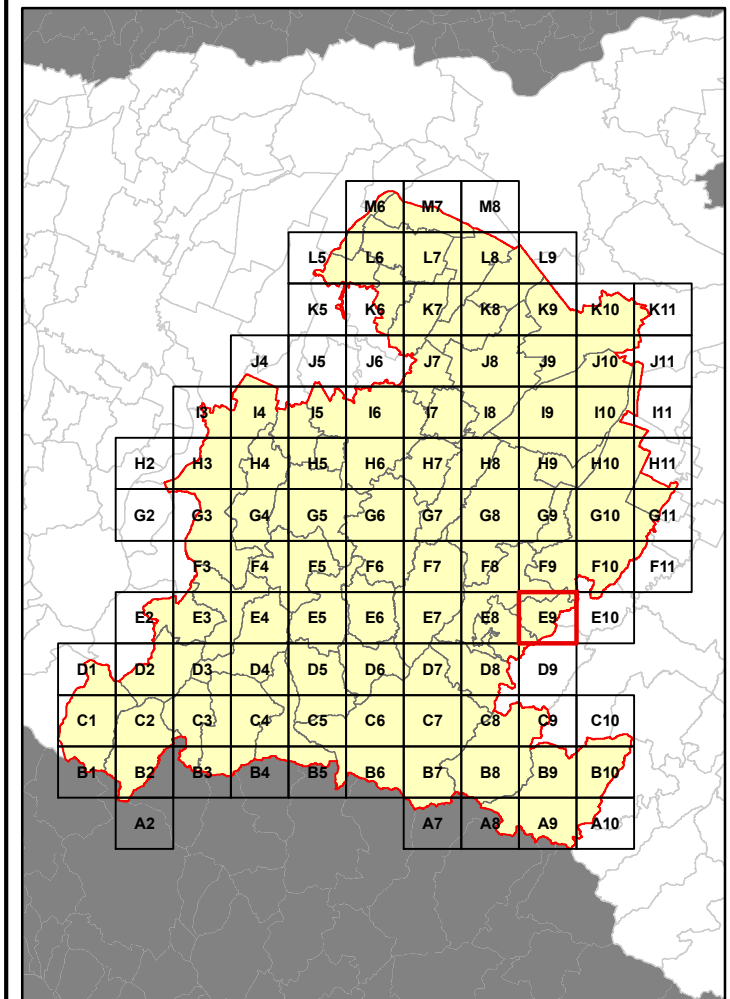 M6 M7 M8
L5 L6 L7 L8 L9
K5 K6 K7 K8 K9 K10 K11
J4 J5 J6 J7 J8 J9 J10 J11
I3 I4 I5 I6 I7 I8 I9 I10 I11
H2 H3 H4 H5 H6 H7 H8 H9 H10 H11
G2 G3 G4 G5 G6 G7 G8 G9 G10 G11
F3 F4 F5 F6 F7 F8 F9 F10 F11
E2 E3 E4 E5 E6 E7 E8 E9 E10
D1 D2 D3 D4 D5 D6 D7 D8 D9
C1 C2 C3 C4 C5 C6 C7 C8 C9 C10
B1 B2 B3 B4 B5 B6 B7 B8 B9 B10
A2 A7 A8 A9 A10